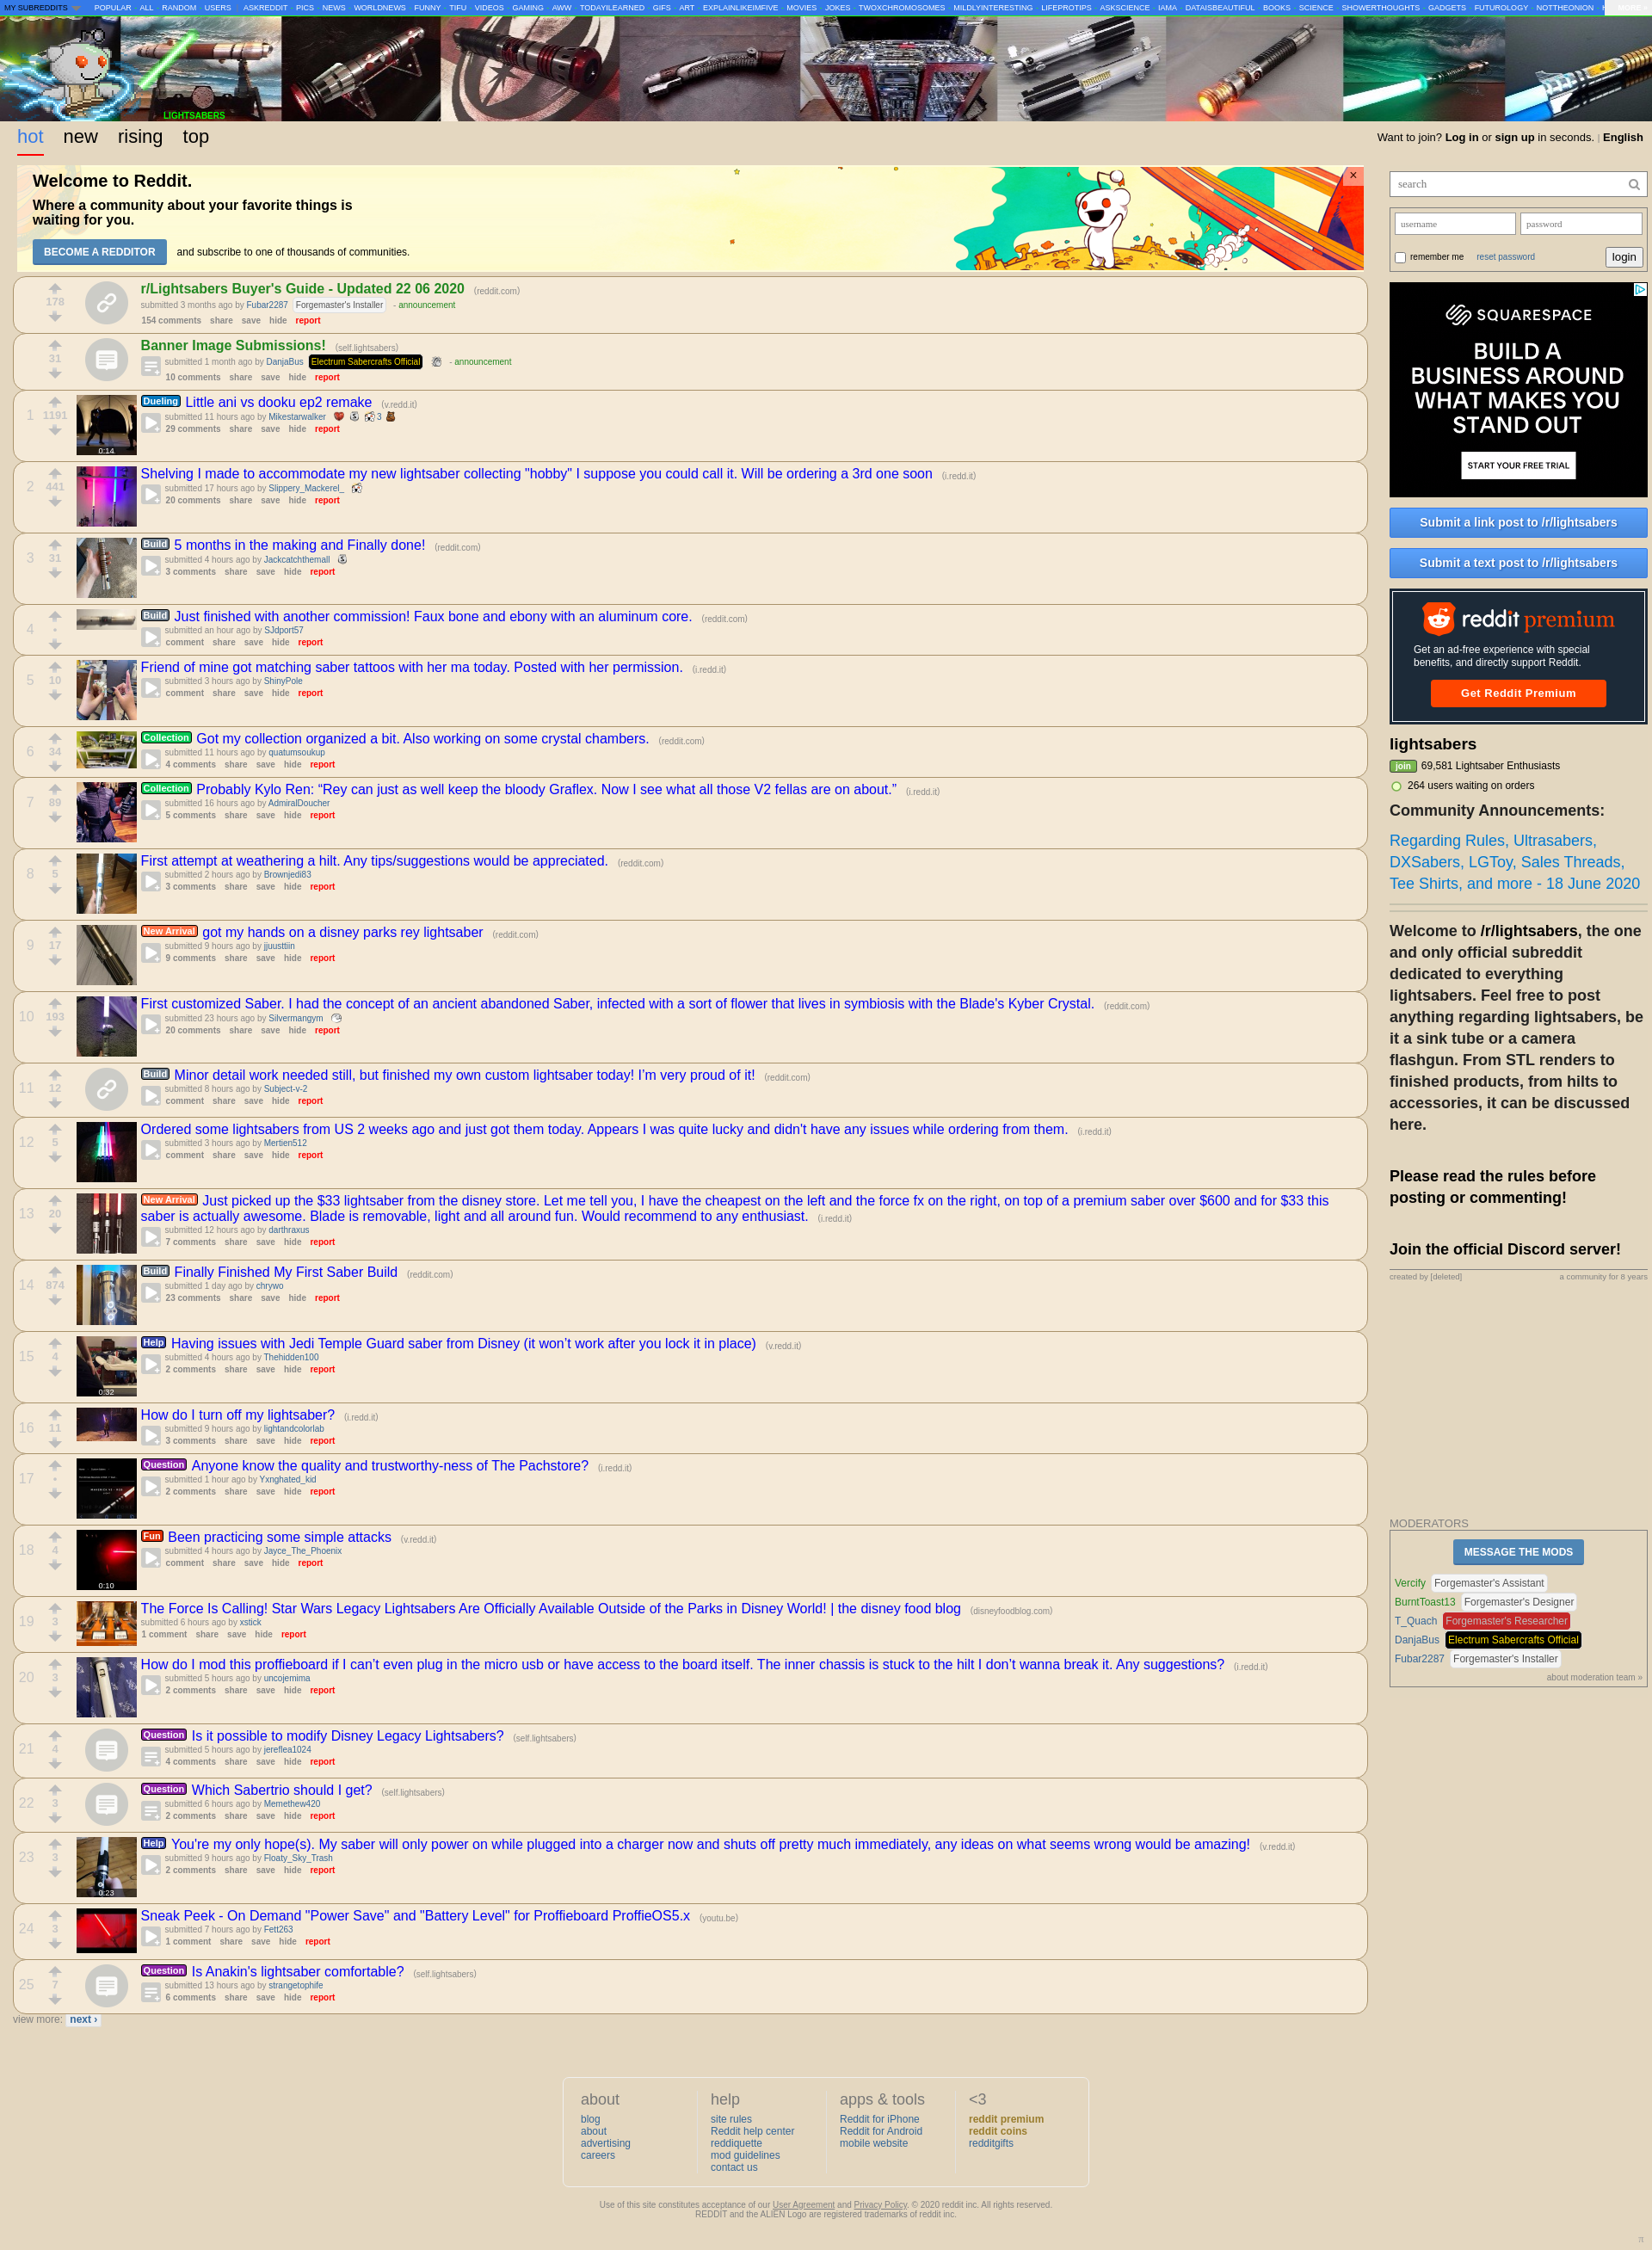 MY SUBREDDITS POPULAR - ALL - RANDOM - USERS | ASKREDDIT - PICS - NEWS - WORLDNEWS - FUNNY - TIFU - VIDEOS - GAMING - AWW - TODAYILEARNED - GIFS - ART - EXPLAINLIKEIMFIVE - MOVIES - JOKES - TWOXCHROMOSOMES - MILDLYINTERESTING - LIFEPROTIPS - ASKSCIENCE - IAMA - DATAISBEAUTIFUL - BOOKS - SCIENCE - SHOWERTHOUGHTS - GADGETS - FUTUROLOGY - NOTTHEONION
LIGHTSABERS
hot new rising top
Want to join? Log in or sign up in seconds. | English
Welcome to Reddit.
Where a community about your favorite things is
waiting for you.
BECOME A REDDITOR and subscribe to one of thousands of communities.
×
178
r/Lightsabers Buyer's Guide - Updated 22 06 2020 (reddit.com)
submitted 3 months ago by Fubar2287 Forgemaster's Installer - announcement
154 comments share save hide report
31
Banner Image Submissions! (self.lightsabers)
submitted 1 month ago by DanjaBus Electrum Sabercrafts Official - announcement
10 comments share save hide report
1 1191
0:14
Dueling Little ani vs dooku ep2 remake (v.redd.it)
submitted 11 hours ago by Mikestarwalker 3
29 comments share save hide report
2 441
Shelving I made to accommodate my new lightsaber collecting "hobby" I suppose you could call it. Will be ordering a 3rd one soon (i.redd.it)
submitted 17 hours ago by Slippery_Mackerel_
20 comments share save hide report
3 31
Build 5 months in the making and Finally done! (reddit.com)
submitted 4 hours ago by Jackcatchthemall
3 comments share save hide report
4 •
Build Just finished with another commission! Faux bone and ebony with an aluminum core. (reddit.com)
submitted an hour ago by SJdport57
comment share save hide report
5 10
Friend of mine got matching saber tattoos with her ma today. Posted with her permission. (i.redd.it)
submitted 3 hours ago by ShinyPole
comment share save hide report
6 34
Collection Got my collection organized a bit. Also working on some crystal chambers. (reddit.com)
submitted 11 hours ago by quatumsoukup
4 comments share save hide report
7 89
Collection Probably Kylo Ren: “Rey can just as well keep the bloody Graflex. Now I see what all those V2 fellas are on about.” (i.redd.it)
submitted 16 hours ago by AdmiralDoucher
5 comments share save hide report
8 5
First attempt at weathering a hilt. Any tips/suggestions would be appreciated. (reddit.com)
submitted 2 hours ago by Brownjedi83
3 comments share save hide report
9 17
New Arrival got my hands on a disney parks rey lightsaber (reddit.com)
submitted 9 hours ago by jjuusttiin
9 comments share save hide report
10 193
First customized Saber. I had the concept of an ancient abandoned Saber, infected with a sort of flower that lives in symbiosis with the Blade's Kyber Crystal. (reddit.com)
submitted 23 hours ago by Silvermangym
20 comments share save hide report
11 12
Build Minor detail work needed still, but finished my own custom lightsaber today! I’m very proud of it! (reddit.com)
submitted 8 hours ago by Subject-v-2
comment share save hide report
12 5
Ordered some lightsabers from US 2 weeks ago and just got them today. Appears I was quite lucky and didn't have any issues while ordering from them. (i.redd.it)
submitted 3 hours ago by Mertien512
comment share save hide report
13 20
New Arrival Just picked up the $33 lightsaber from the disney store. Let me tell you, I have the cheapest on the left and the force fx on the right, on top of a premium saber over $600 and for $33 this
saber is actually awesome. Blade is removable, light and all around fun. Would recommend to any enthusiast. (i.redd.it)
submitted 12 hours ago by darthraxus
7 comments share save hide report
14 874
Build Finally Finished My First Saber Build (reddit.com)
submitted 1 day ago by chrywo
23 comments share save hide report
15 4
0:32
Help Having issues with Jedi Temple Guard saber from Disney (it won’t work after you lock it in place) (v.redd.it)
submitted 4 hours ago by Thehidden100
2 comments share save hide report
16 11
How do I turn off my lightsaber? (i.redd.it)
submitted 9 hours ago by lightandcolorlab
3 comments share save hide report
17 •
Question Anyone know the quality and trustworthy-ness of The Pachstore? (i.redd.it)
submitted 1 hour ago by Yxnghated_kid
2 comments share save hide report
18 4
0:10
Fun Been practicing some simple attacks (v.redd.it)
submitted 4 hours ago by Jayce_The_Phoenix
comment share save hide report
19 3
The Force Is Calling! Star Wars Legacy Lightsabers Are Officially Available Outside of the Parks in Disney World! | the disney food blog (disneyfoodblog.com)
submitted 6 hours ago by xstick
1 comment share save hide report
20 3
How do I mod this proffieboard if I can’t even plug in the micro usb or have access to the board itself. The inner chassis is stuck to the hilt I don’t wanna break it. Any suggestions? (i.redd.it)
submitted 5 hours ago by uncojemima
2 comments share save hide report
21 4
Question Is it possible to modify Disney Legacy Lightsabers? (self.lightsabers)
submitted 5 hours ago by jereflea1024
4 comments share save hide report
22 3
Question Which Sabertrio should I get? (self.lightsabers)
submitted 6 hours ago by Memethew420
2 comments share save hide report
23 3
0:23
Help You're my only hope(s). My saber will only power on while plugged into a charger now and shuts off pretty much immediately, any ideas on what seems wrong would be amazing! (v.redd.it)
submitted 9 hours ago by Floaty_Sky_Trash
2 comments share save hide report
24 3
Sneak Peek - On Demand "Power Save" and "Battery Level" for Proffieboard ProffieOS5.x (youtu.be)
submitted 7 hours ago by Fett263
1 comment share save hide report
25 7
Question Is Anakin's lightsaber comfortable? (self.lightsabers)
submitted 13 hours ago by strangetophife
6 comments share save hide report
view more: next ›
search
username password
remember me reset password login
SQUARESPACE
BUILD A
BUSINESS AROUND
WHAT MAKES YOU
STAND OUT
START YOUR FREE TRIAL
Submit a link post to /r/lightsabers
Submit a text post to /r/lightsabers
reddit premium
Get an ad-free experience with special
benefits, and directly support Reddit.
Get Reddit Premium
lightsabers
join 69,581 Lightsaber Enthusiasts
264 users waiting on orders
Community Announcements:
Regarding Rules, Ultrasabers,
DXSabers, LGToy, Sales Threads,
Tee Shirts, and more - 18 June 2020
Welcome to /r/lightsabers, the one
and only official subreddit
dedicated to everything
lightsabers. Feel free to post
anything regarding lightsabers, be
it a sink tube or a camera
flashgun. From STL renders to
finished products, from hilts to
accessories, it can be discussed
here.
Please read the rules before
posting or commenting!
Join the official Discord server!
created by [deleted] a community for 8 years
MODERATORS
MESSAGE THE MODS
Vercify Forgemaster's Assistant
BurntToast13 Forgemaster's Designer
T_Quach Forgemaster's Researcher
DanjaBus Electrum Sabercrafts Official
Fubar2287 Forgemaster's Installer
about moderation team »
about
blog
about
advertising
careers
help
site rules
Reddit help center
reddiquette
mod guidelines
contact us
apps & tools
Reddit for iPhone
Reddit for Android
mobile website
<3
reddit premium
reddit coins
redditgifts
Use of this site constitutes acceptance of our User Agreement and Privacy Policy. © 2020 reddit inc. All rights reserved.
REDDIT and the ALIEN Logo are registered trademarks of reddit inc.
π